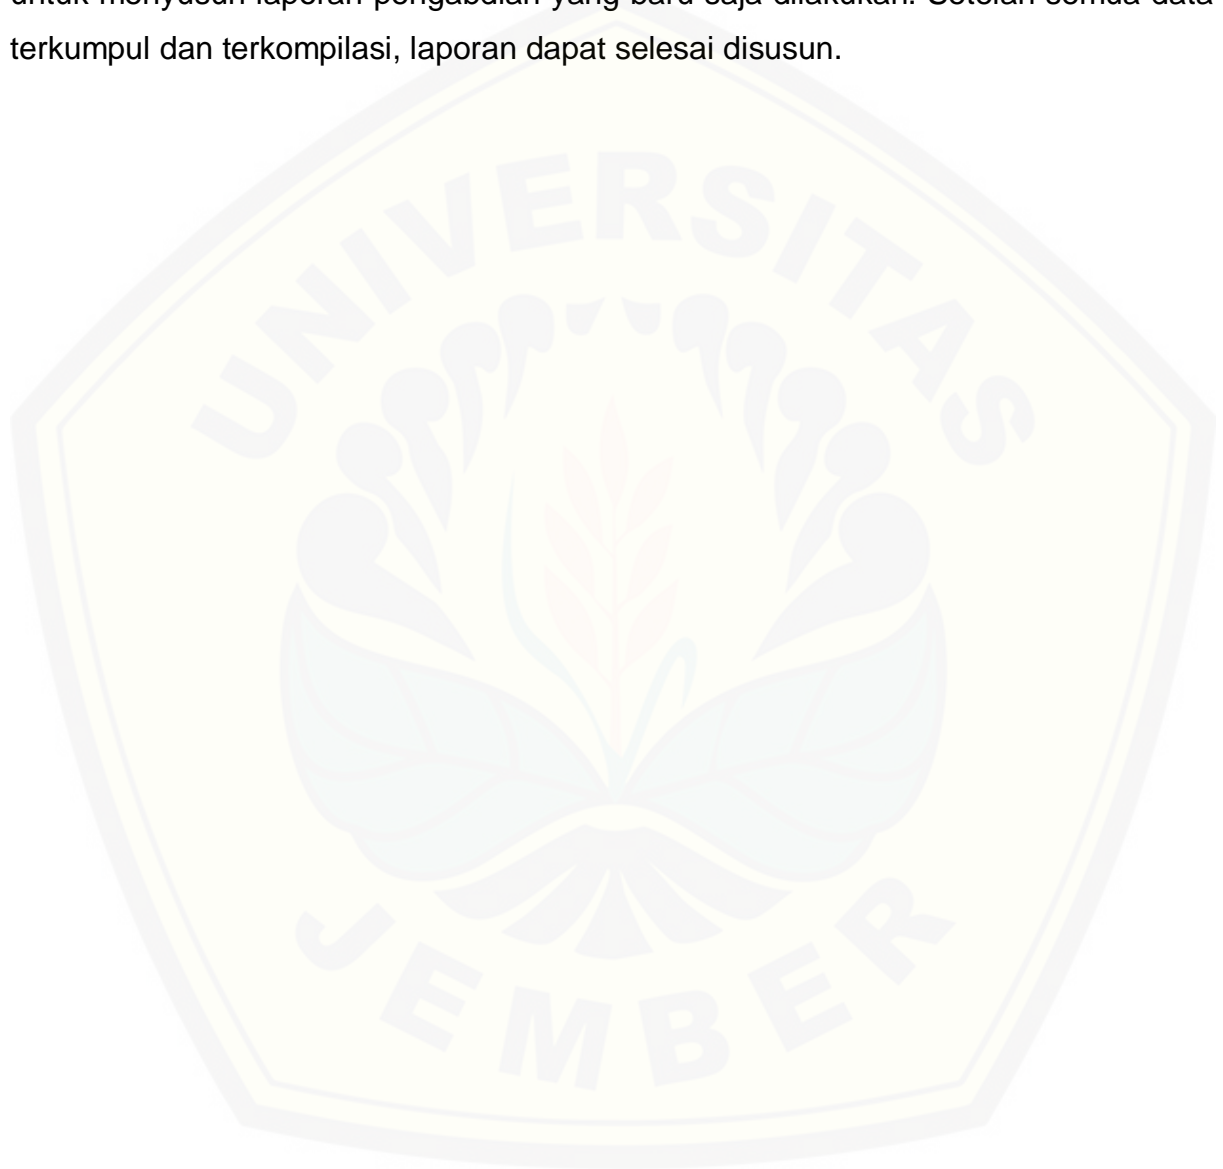 untuk menyusun laporan pengabdian yang baru saja dilakukan. Setelah semua data
terkumpul dan terkompilasi, laporan dapat selesai disusun.
UNIVERSITAS
JEMBER